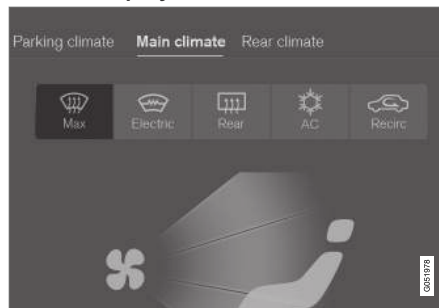 Parking climate Main climate Rear climate
Max Electric Rear AC Recirc
G051978